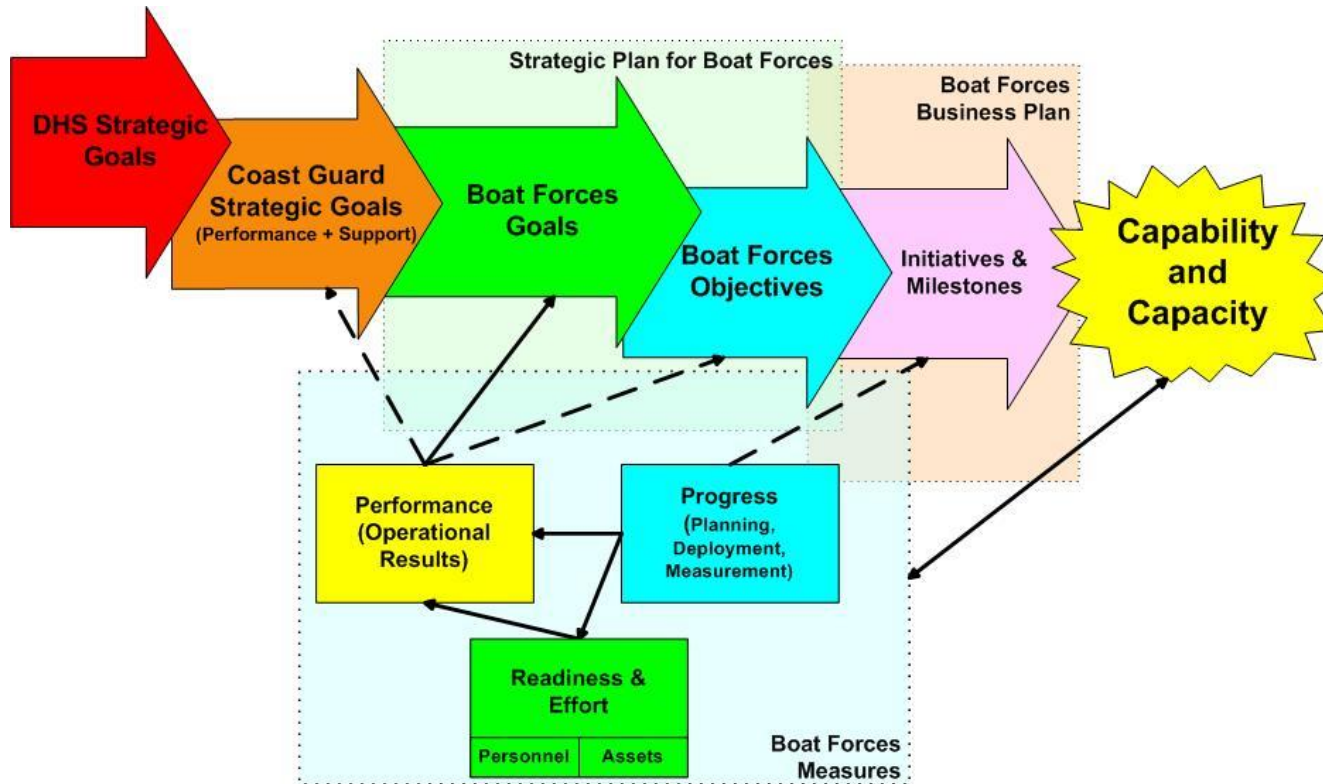 Strategic Plan for Boat Forces
Boat Forces
Business Plan
DHS Strategic
Goals
Coast Guard
Strategic Goals
(Performance + Support)
Boat Forces
Goals
Boat Forces
Objectives
Initiatives &
Milestones
Capability
and
Capacity
Performance
(Operational
Results)
Progress
(Planning,
Deployment,
Measurement)
Readiness &
Effort
Personnel
Assets
Boat Forces
Measures